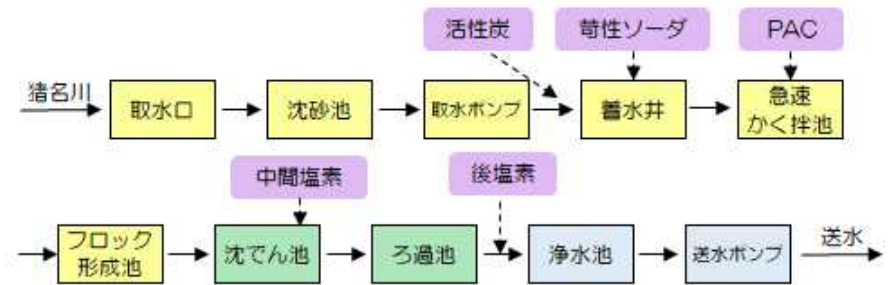 活性炭
苛性ソーダ
PAC
猪名川
取水口
沈砂池
取水ポンプ
着水井
急速
かく拌池
中間塩素
後塩素
フロック
形成池
沈でん池
ろ過池
浄水池
送水ポンプ
送水